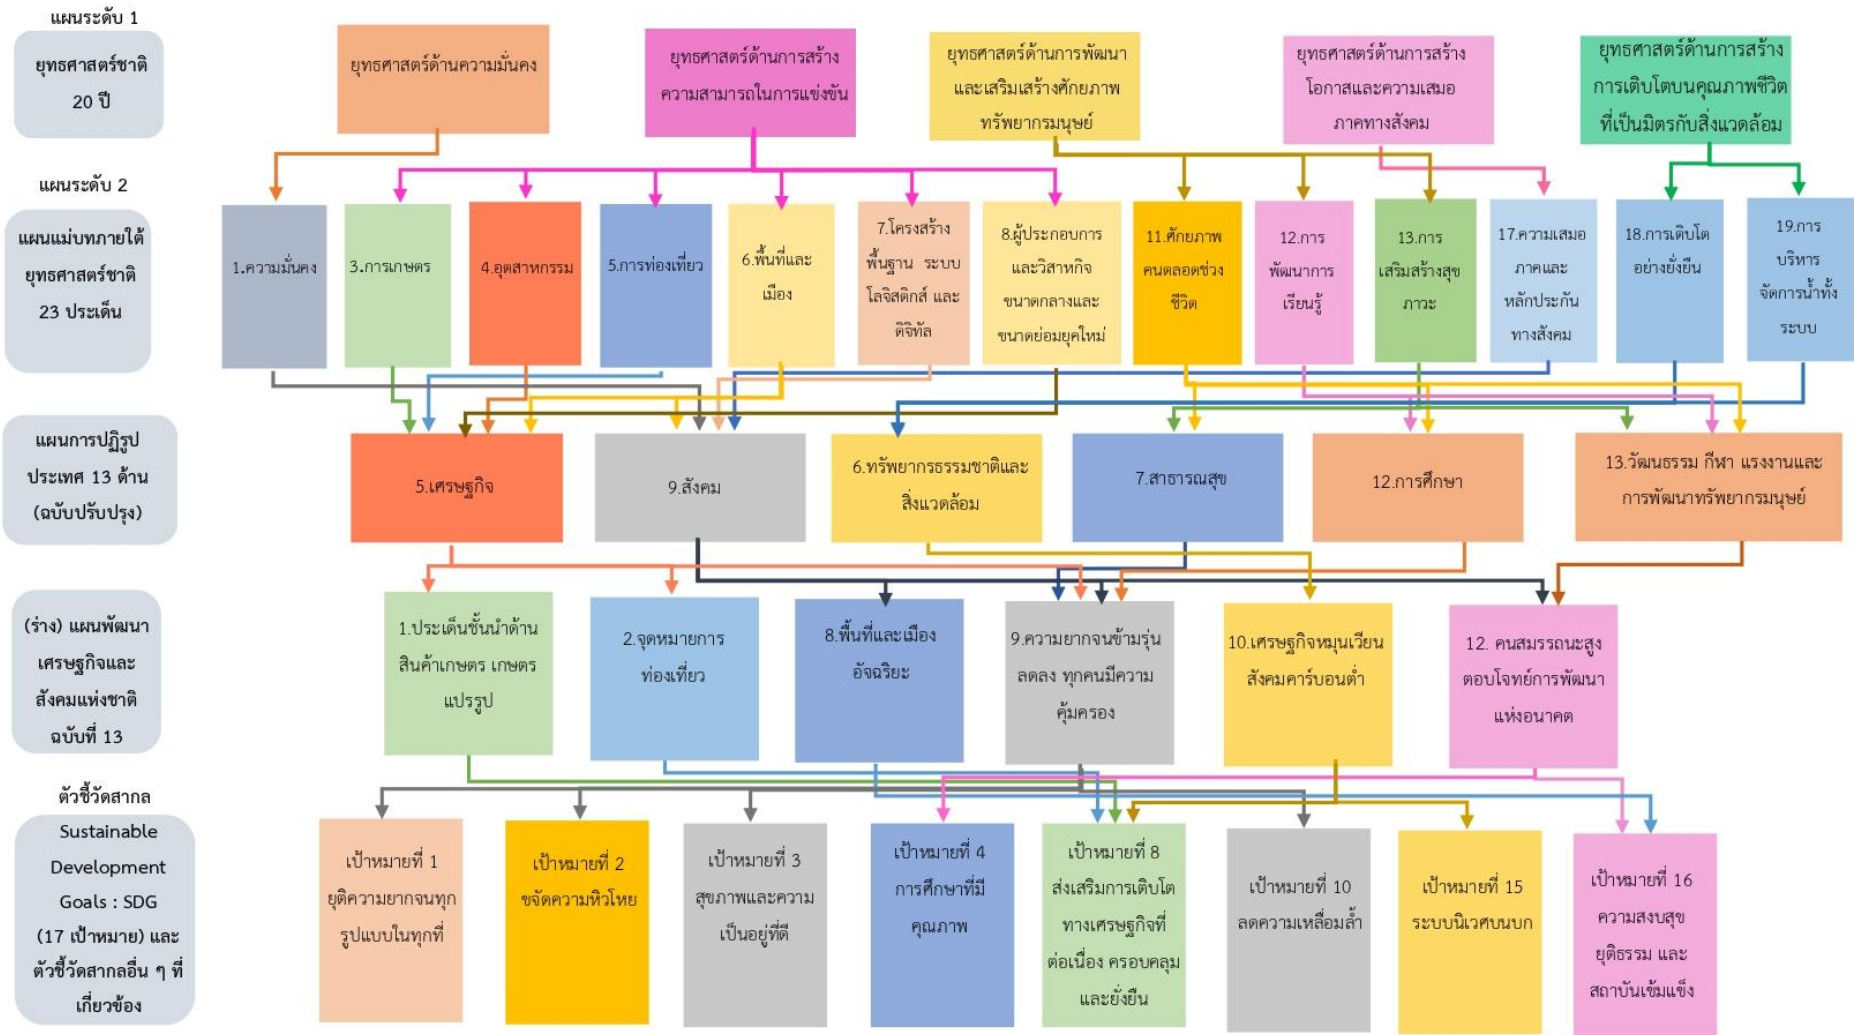 แผนระดับ 1
ยุทธศาสตร์ชาติ
20 ปี
ยุทธศาสตร์ด้านความมั่นคง
ยุทธศาสตร์ด้านการสร้าง
ความสามารถในการแข่งขัน
ยุทธศาสตร์ด้านการพัฒนา
และเสริมเสร้างศักยภาพ
ทรัพยากรมนุษย์
ยุทธศาสตร์ด้านการสร้าง
โอกาสและความเสมอ
ภาคทางสังคม
ยุทธศาสตร์ด้านการสร้าง
การเติบโตบนคุณภาพชีวิต
ที่เป็นมิตรกับสิ่งแวดล้อม
แผนระดับ 2
แผนแม่บทภายใต้
ยุทธศาสตร์ชาติ
23 ประเด็น
1.ความมั่นคง
3.การเกษตร
4.อุตสาหกรรม
5.การท่องเที่ยว
6.พื้นที่และ
เมือง
7.โครงสร้าง
พื้นฐาน ระบบ
โลจิสติกส์ และ
ดิจิทัล
8.ผู้ประกอบการ
และวิสาหกิจ
ขนาดกลางและ
ขนาดย่อมยุคใหม่
11.ศักยภาพ
คนตลอดช่วง
ชีวิต
12.การ
พัฒนาการ
เรียนรู้
13.การ
เสริมสร้างสุข
ภาวะ
17.ความเสมอ
ภาคและ
หลักประกัน
ทางสังคม
18.การเติบโต
อย่างยั่งยืน
19.การ
บริหาร
จัดการน้ำทั้ง
ระบบ
แผนการปฏิรูป
ประเทศ 13 ด้าน
(ฉบับปรับปรุง)
5.เศรษฐกิจ
9.สังคม
6.ทรัพยากรธรรมชาติและ
สิ่งแวดล้อม
7.สาธารณสุข
12.การศึกษา
13.วัฒนธรรม กีฬา แรงงานและ
การพัฒนาทรัพยากรมนุษย์
(ร่าง) แผนพัฒนา
เศรษฐกิจและ
สังคมแห่งชาติ
ฉบับที่ 13
1.ประเด็นชั้นนำด้าน
สินค้าเกษตร เกษตร
แปรรูป
2.จุดหมายการ
ท่องเที่ยว
8.พื้นที่และเมือง
อัจฉริยะ
9.ความยากจนข้ามรุ่น
ลดลง ทุกคนมีความ
คุ้มครอง
10.เศรษฐกิจหมุนเวียน
สังคมคาร์บอนต่ำ
12. คนสมรรถนะสูง
ตอบโจทย์การพัฒนา
แห่งอนาคต
ตัวชี้วัดสากล
Sustainable
Development
Goals : SDG
(17 เป้าหมาย) และ
ตัวชี้วัดสากลอื่น ๆ ที่
เกี่ยวข้อง
เป้าหมายที่ 1
ยุติความยากจนทุก
รูปแบบในทุกที่
เป้าหมายที่ 2
ขจัดความหิวโหย
เป้าหมายที่ 3
สุขภาพและความ
เป็นอยู่ที่ดี
เป้าหมายที่ 4
การศึกษาที่มี
คุณภาพ
เป้าหมายที่ 8
ส่งเสริมการเติบโต
ทางเศรษฐกิจที่
ต่อเนื่อง ครอบคลุม
และยั่งยืน
เป้าหมายที่ 10
ลดความเหลื่อมล้ำ
เป้าหมายที่ 15
ระบบนิเวศบนบก
เป้าหมายที่ 16
ความสงบสุข
ยุติธรรม และ
สถาบันเข้มแข็ง